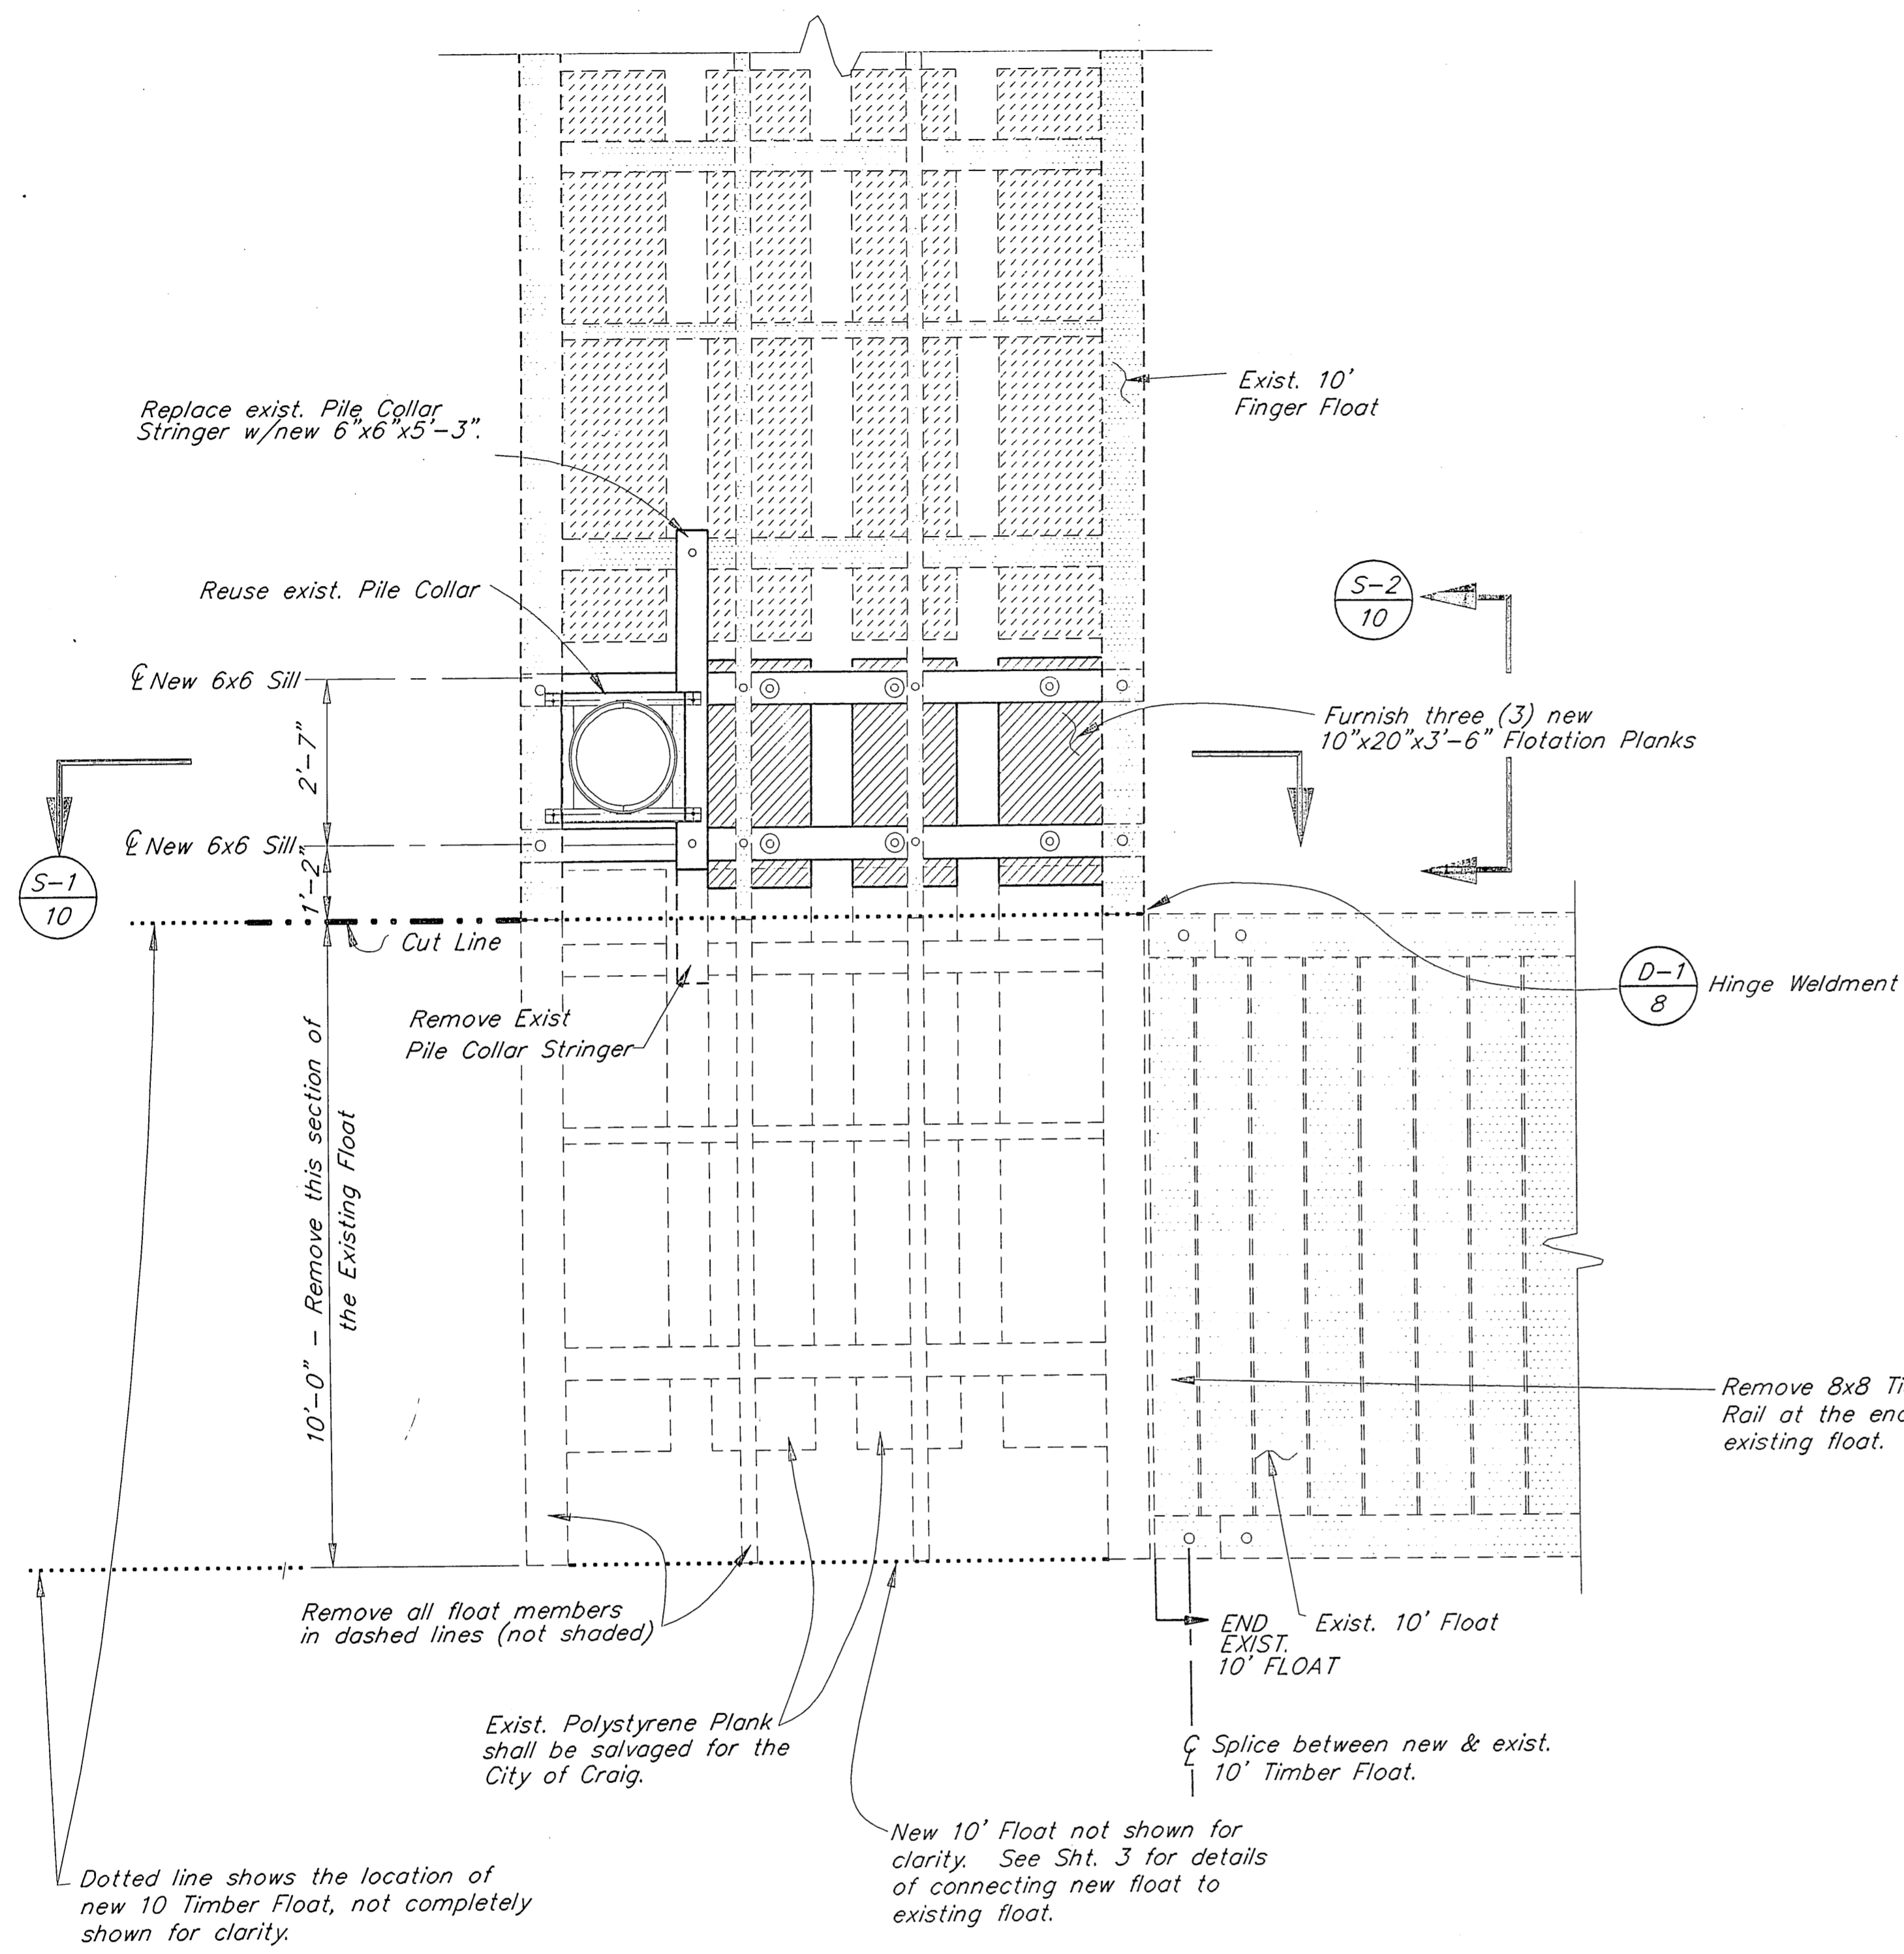 Replace exist. Pile Collar
Stringer w/new 6"x6"x5'-3".
Exist. 10'
Finger Float
Reuse exist. Pile Collar
S-2
10
℄ New 6x6 Sill
2'-7"
Furnish three (3) new
10"x20"x3'-6" Flotation Planks
℄ New 6x6 Sill
S-1
10
1'-2"
Cut Line
D-1
8
Hinge Weldment
Remove Exist
Pile Collar Stringer
10'-0" - Remove this section of
the Existing Float
Remove 8x8
Rail at the
existing float.
Remove all float members
in dashed lines (not shaded)
END
EXIST.
10' FLOAT
Exist. 10' Float
Exist. Polystyrene Plank
shall be salvaged for the
City of Craig.
℄ Splice between new & exist.
10' Timber Float.
New 10' Float not shown for
clarity. See Sht. 3 for details
of connecting new float to
existing float.
Dotted line shows the location of
new 10 Timber Float, not completely
shown for clarity.